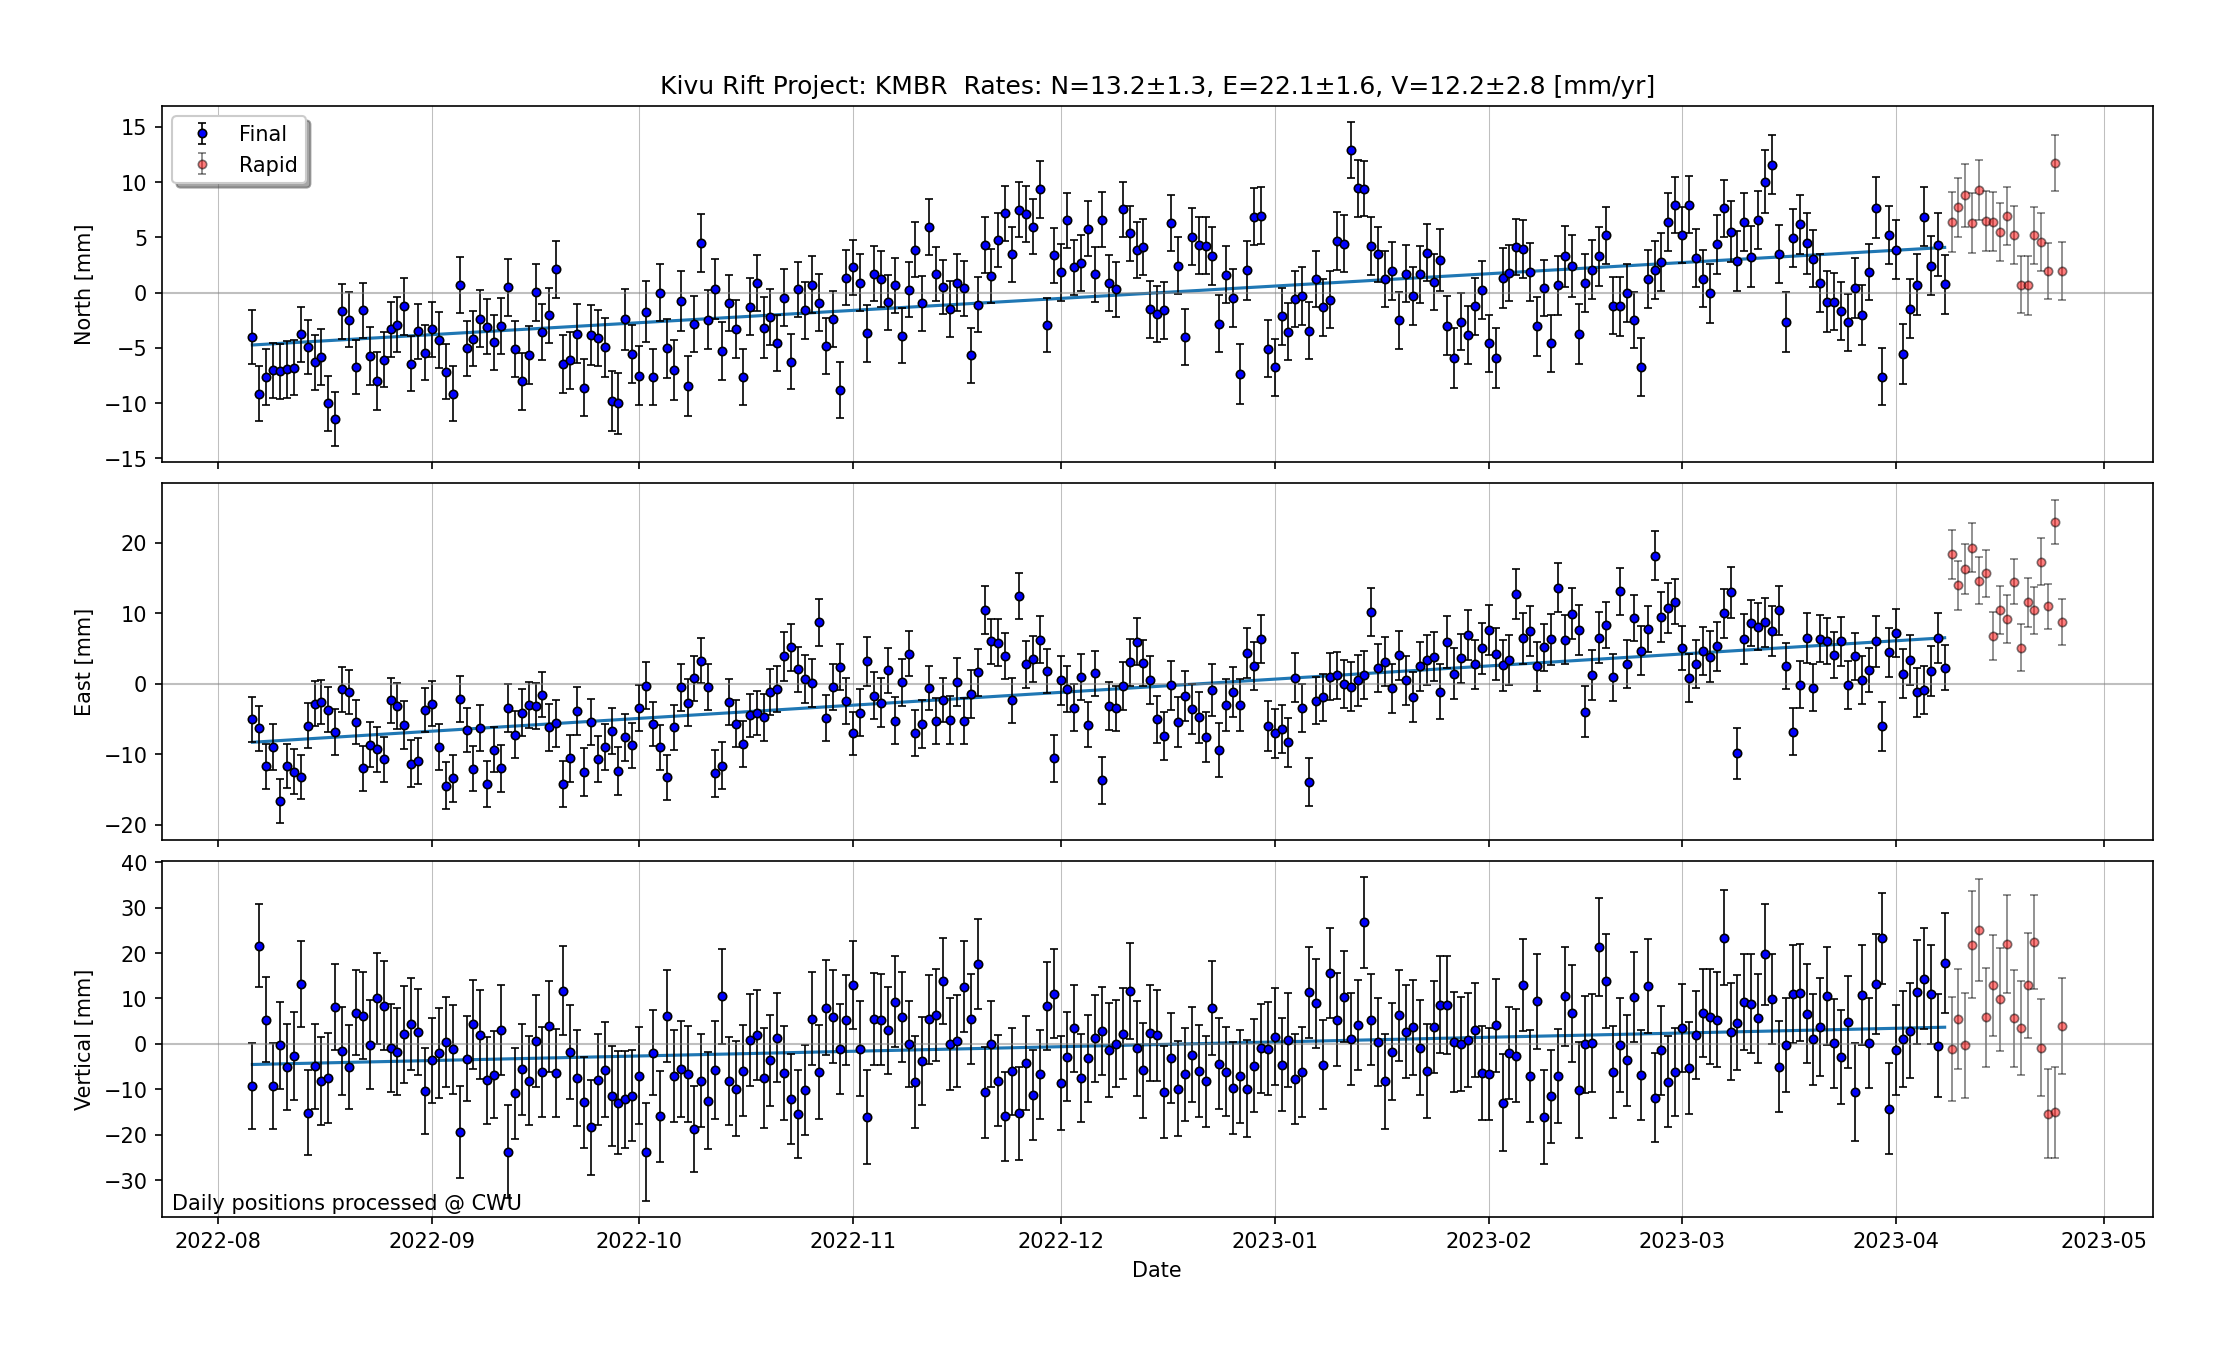 Kivu Rift Project: KMBR  Rates: N=13.2±1.3, E=22.1±1.6, V=12.2±2.8 [mm/yr]
Final
Rapid
15
10
5
0
−5
−10
−15
North [mm]
20
10
0
−10
−20
East [mm]
40
30
20
10
0
−10
−20
−30
Vertical [mm]
Daily positions processed @ CWU
2022-08 2022-09 2022-10 2022-11 2022-12 2023-01 2023-02 2023-03 2023-04 2023-05
Date